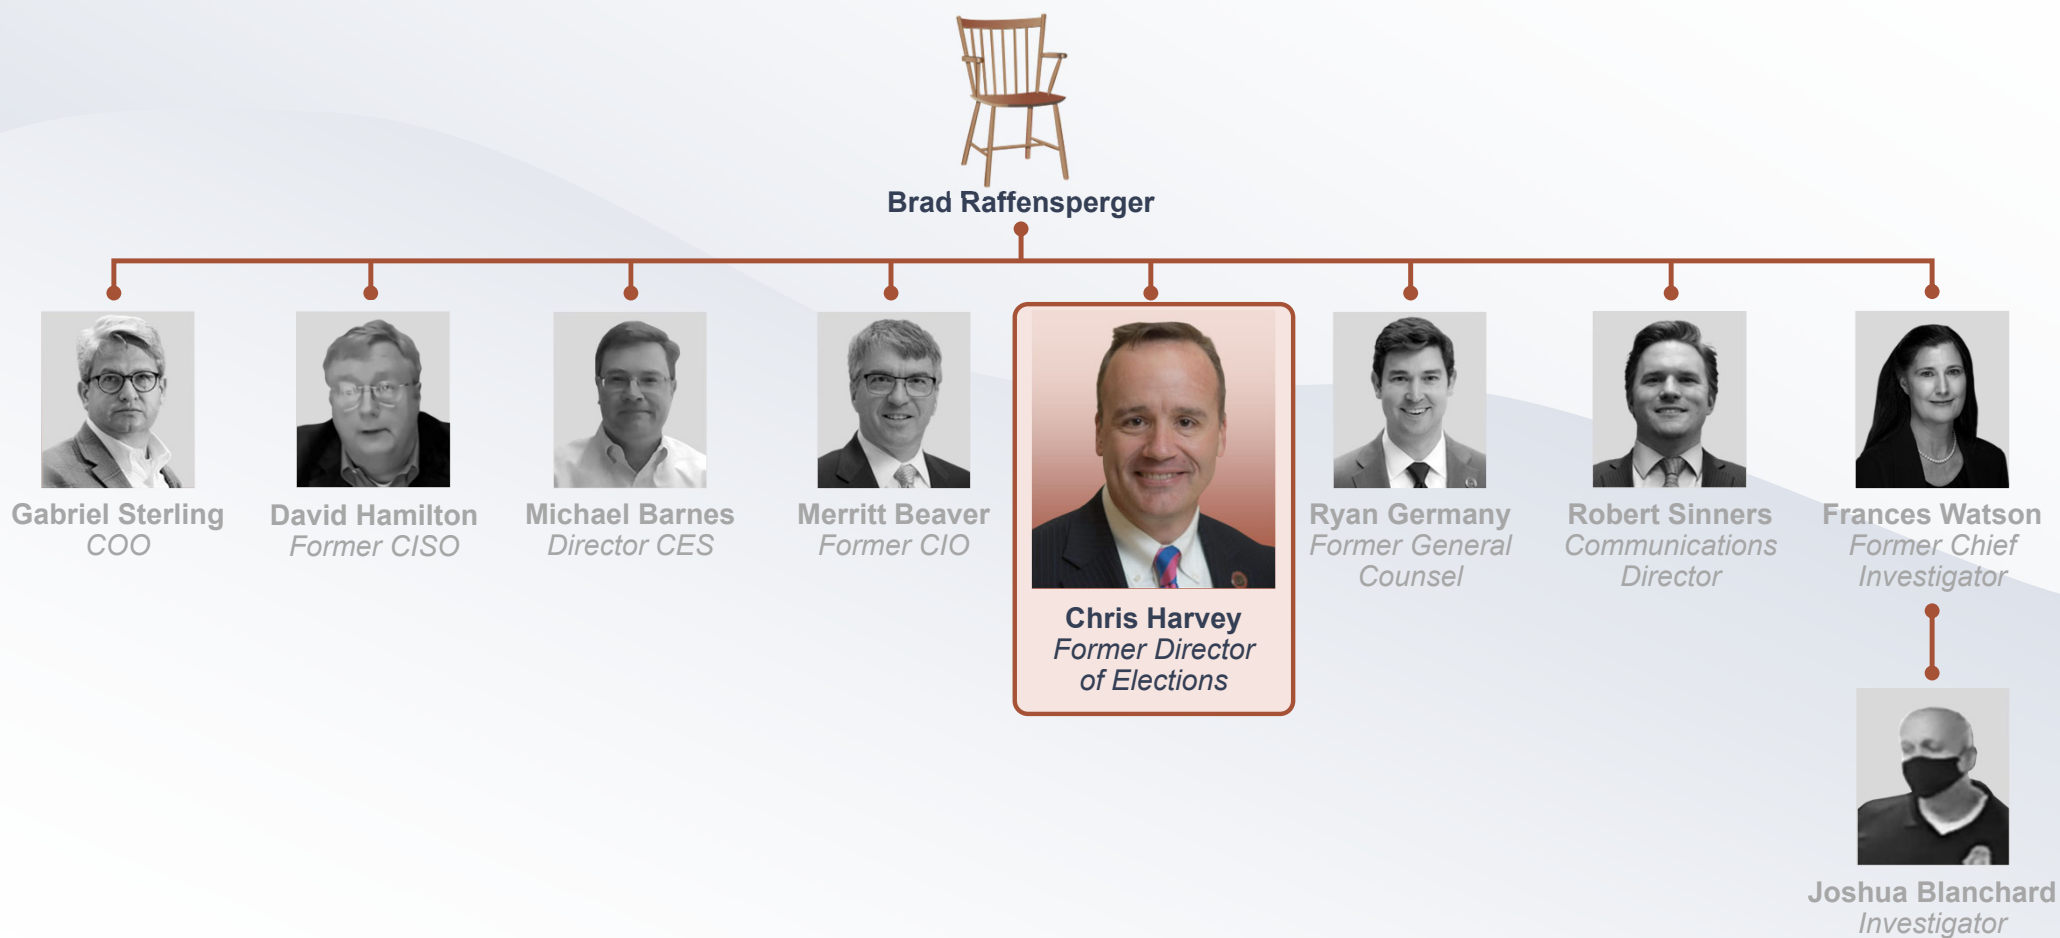 Brad Raffensperger
Gabriel Sterling
COO
David Hamilton
Former CISO
Michael Barnes
Director CES
Merritt Beaver
Former CIO
Chris Harvey
Former Director
of Elections
Ryan Germany
Former General
Counsel
Robert Sinners
Communications
Director
Frances Watson
Former Chief
Investigator
Joshua Blanchard
Investigator